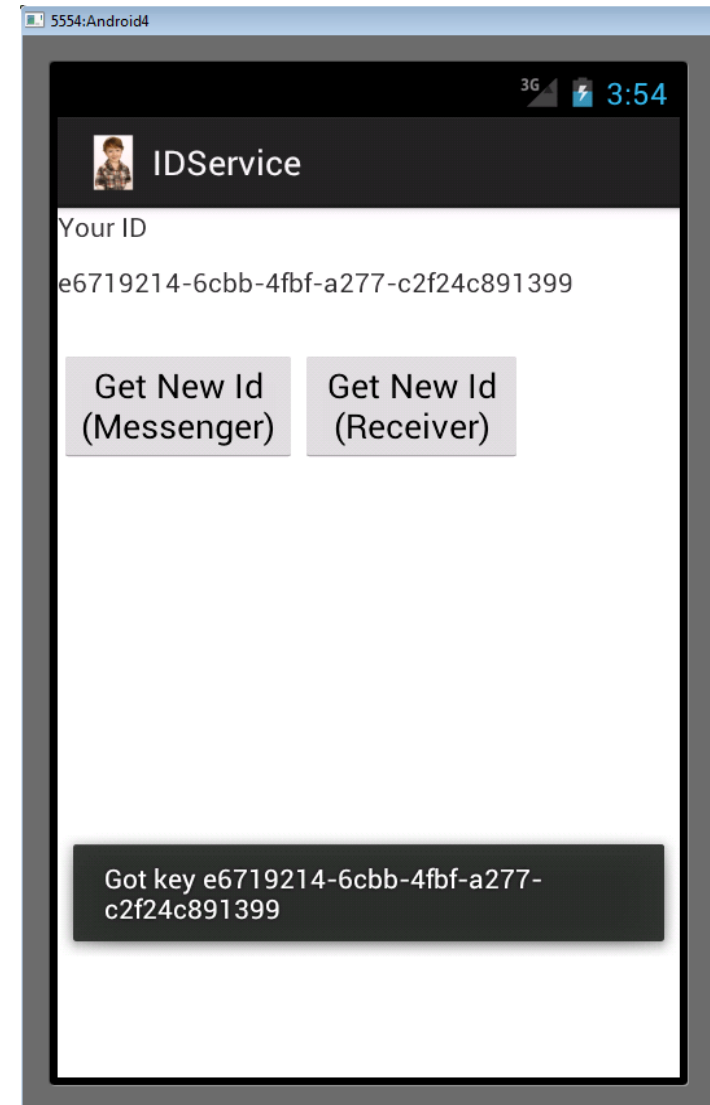 5554:Android4
3G 3:54
IDService
Your ID
e6719214-6cbb-4fbf-a277-c2f24c891399
Get New Id
(Messenger)
Get New Id
(Receiver)
Got key e6719214-6cbb-4fbf-a277-
c2f24c891399